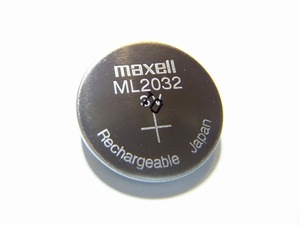 maxell
ML2032
3V
+
Rechargeable Japan